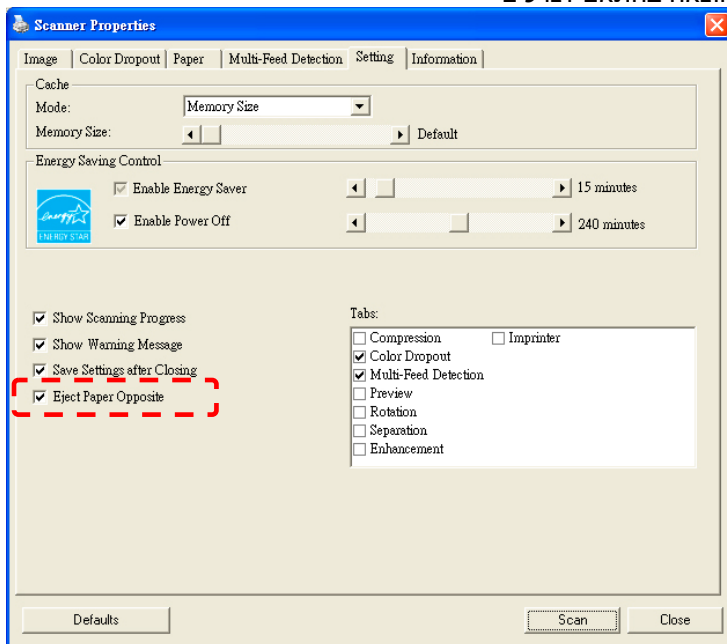 Scanner Properties
Image Color Dropout Paper Multi-Feed Detection Setting Information
Cache
Mode: Memory Size
Memory Size: Default
Energy Saving Control
Enable Energy Saver 15 minutes
Enable Power Off 240 minutes
energy
ENERGY STAR
Show Scanning Progress
Show Warning Message
Save Settings after Closing
Eject Paper Opposite
Tabs:
Compression Imprinter
Color Dropout
Multi-Feed Detection
Preview
Rotation
Separation
Enhancement
Defaults Scan Close